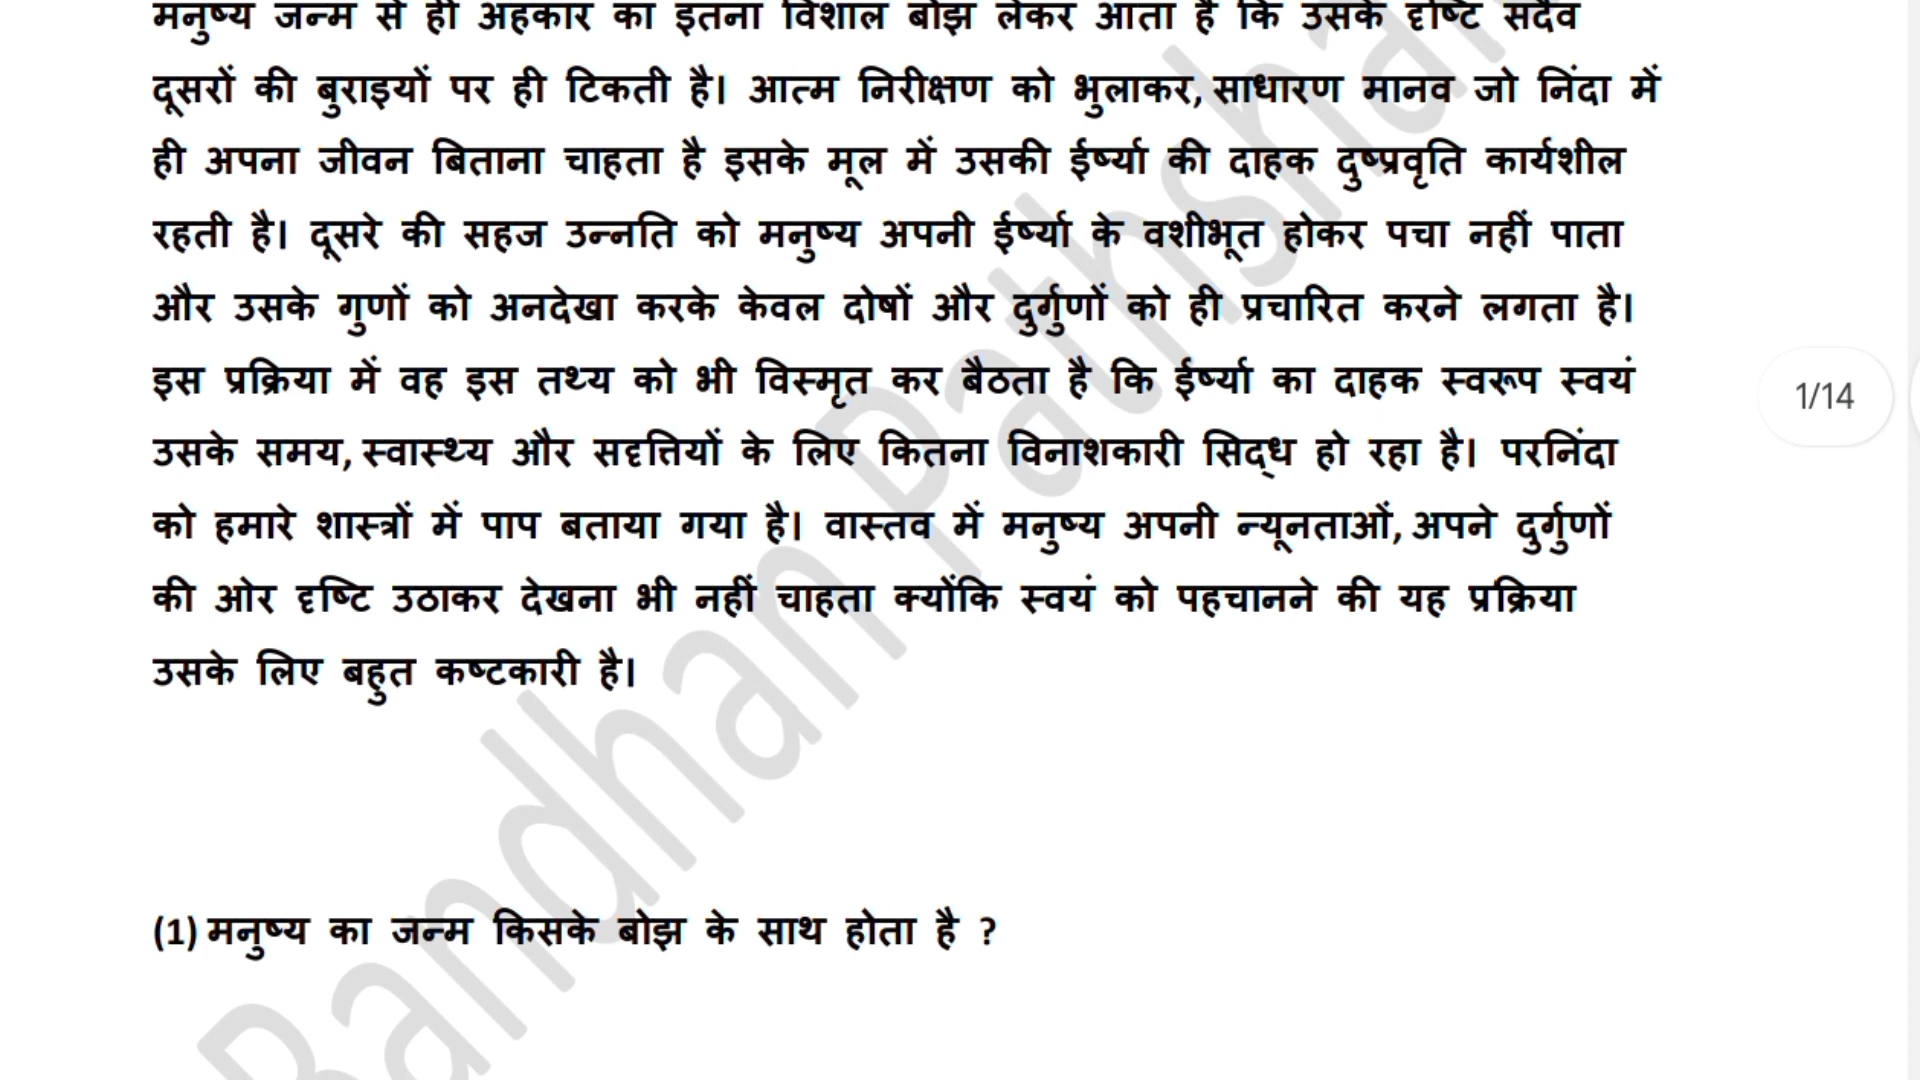 मनुष्य जन्म से ही अहंकार का इतना विशाल बोझ लेकर आता है कि उसके दृष्टि सदैव
दूसरों की बुराइयों पर ही टिकती है। आत्म निरीक्षण को भुलाकर, साधारण मानव जो निंदा में
ही अपना जीवन बिताना चाहता है इसके मूल में उसकी ईर्ष्या की दाहक दुष्प्रवृति कार्यशील
रहती है। दूसरे की सहज उन्नति को मनुष्य अपनी ईर्ष्या के वशीभूत होकर पचा नहीं पाता
और उसके गुणों को अनदेखा करके केवल दोषों और दुर्गुणों को ही प्रचारित करने लगता है।
इस प्रक्रिया में वह इस तथ्य को भी विस्मृत कर बैठता है कि ईर्ष्या का दाहक स्वरूप स्वयं
1/14
उसके समय, स्वास्थ्य और सद्दृत्तियों के लिए कितना विनाशकारी सिद्ध हो रहा है। परनिंदा
को हमारे शास्त्रों में पाप बताया गया है। वास्तव में मनुष्य अपनी न्यूनताओं, अपने दुर्गुणों
की ओर दृष्टि उठाकर देखना भी नहीं चाहता क्योंकि स्वयं को पहचानने की यह प्रक्रिया
उसके लिए बहुत कष्टकारी है।
(1) मनुष्य का जन्म किसके बोझ के साथ होता है ?
Bandhan Pathsha